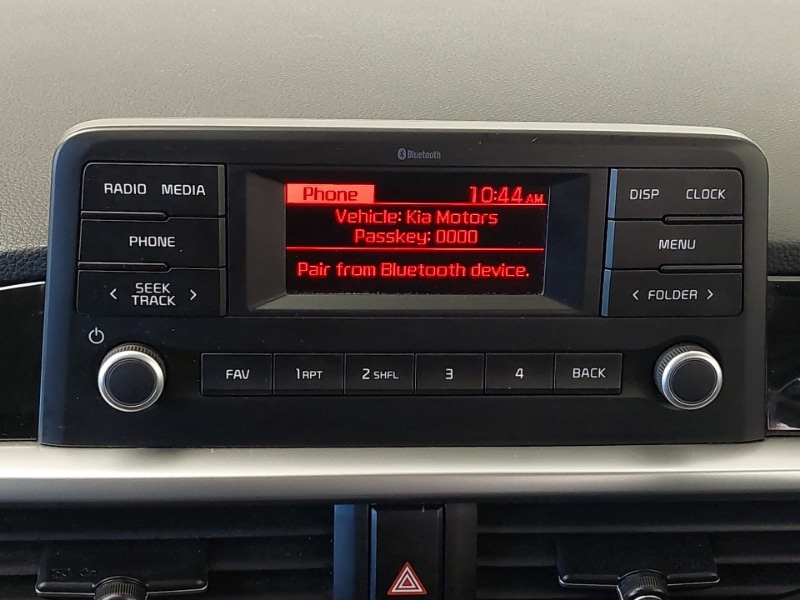 Bluetooth
RADIO MEDIA
PHONE
< SEEK TRACK >
Phone 10:44 AM
Vehicle: Kia Motors
Passkey: 0000
Pair from Bluetooth device.
DISP CLOCK
MENU
< FOLDER >
FAV 1 RPT 2 SHFL 3 4 BACK